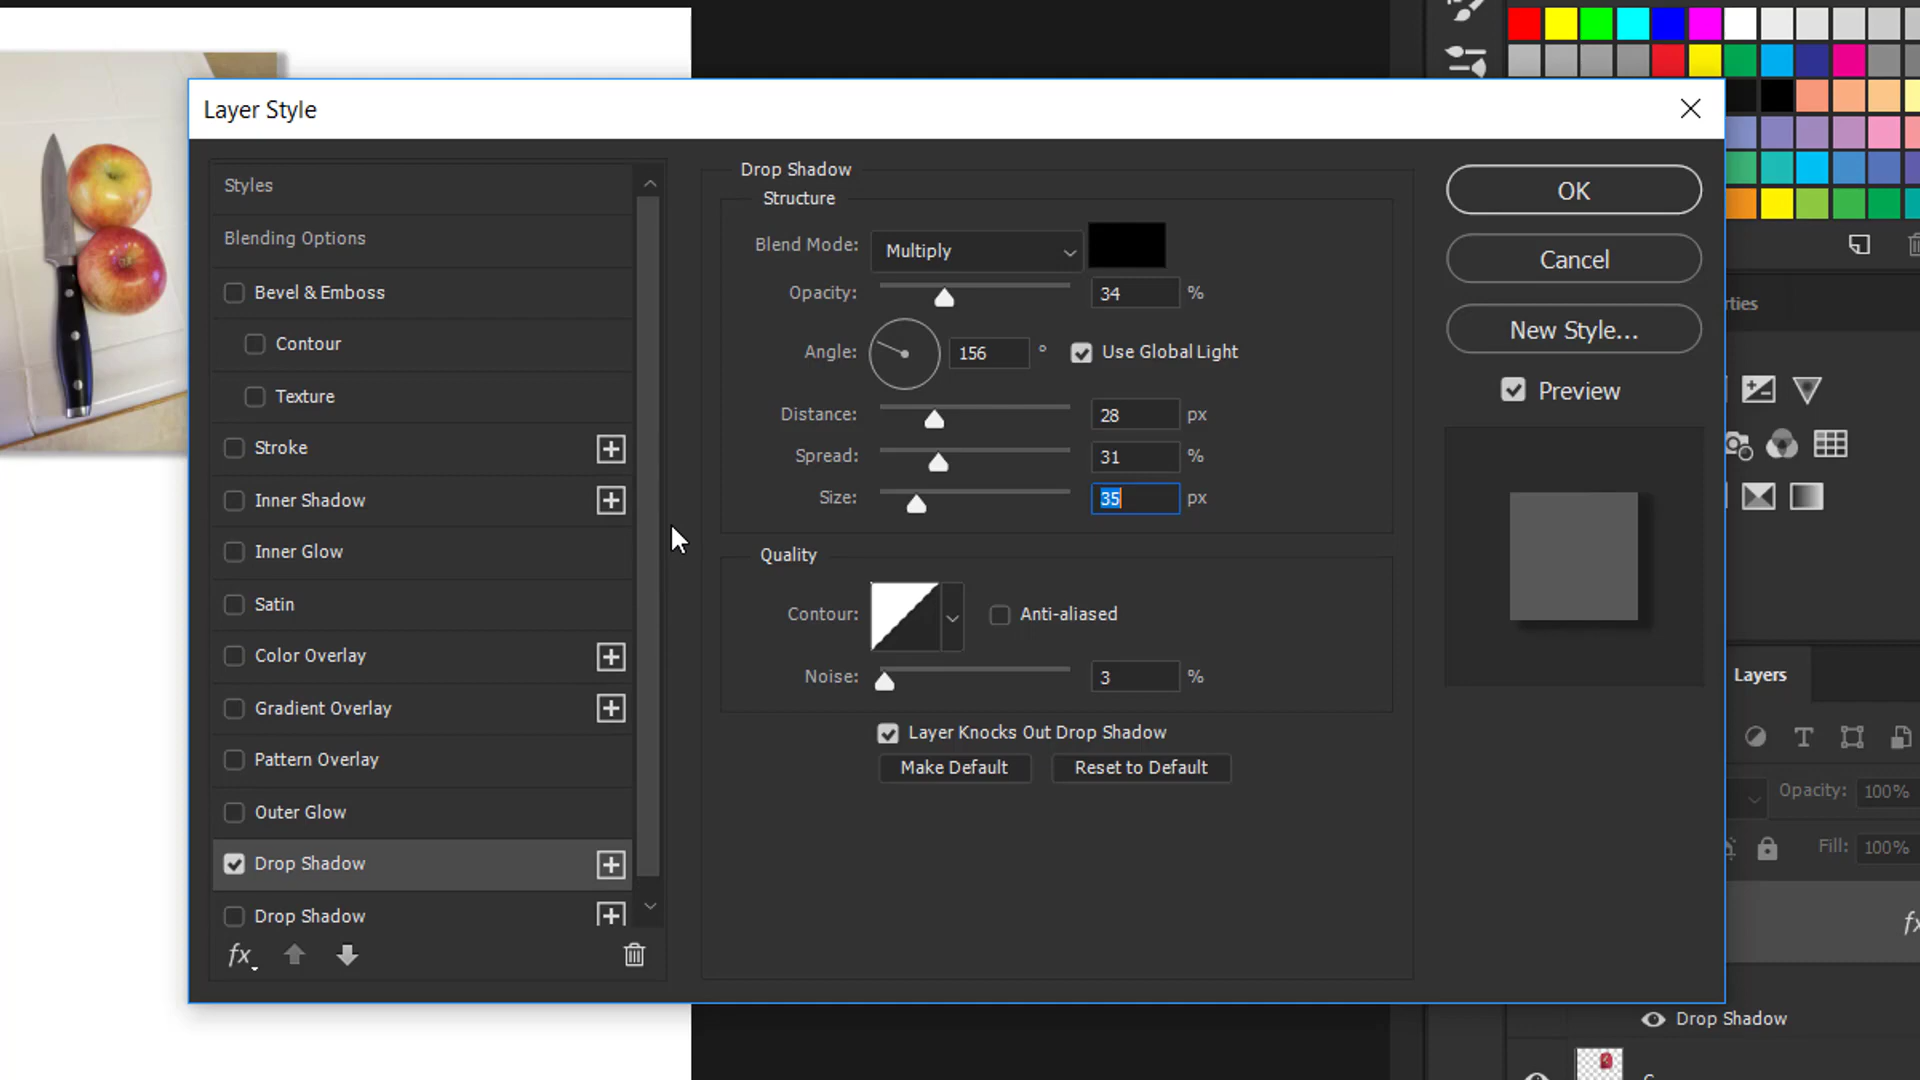 Layer Style
Styles
Blending Options
Bevel & Emboss
Contour
Texture
Stroke
Inner Shadow
Inner Glow
Satin
Color Overlay
Gradient Overlay
Pattern Overlay
Outer Glow
Drop Shadow
Drop Shadow
fx
Drop Shadow
Structure
Blend Mode: Multiply
Opacity: 34 %
Angle: 156 ° Use Global Light
Distance: 28 px
Spread: 31 %
Size: 35 px
Quality
Contour: Anti-aliased
Noise: 3 %
Layer Knocks Out Drop Shadow
Make Default Reset to Default
OK
Cancel
New Style...
Preview
rties
Layers
T
Opacity: 100%
Fill: 100%
fx
Drop Shadow